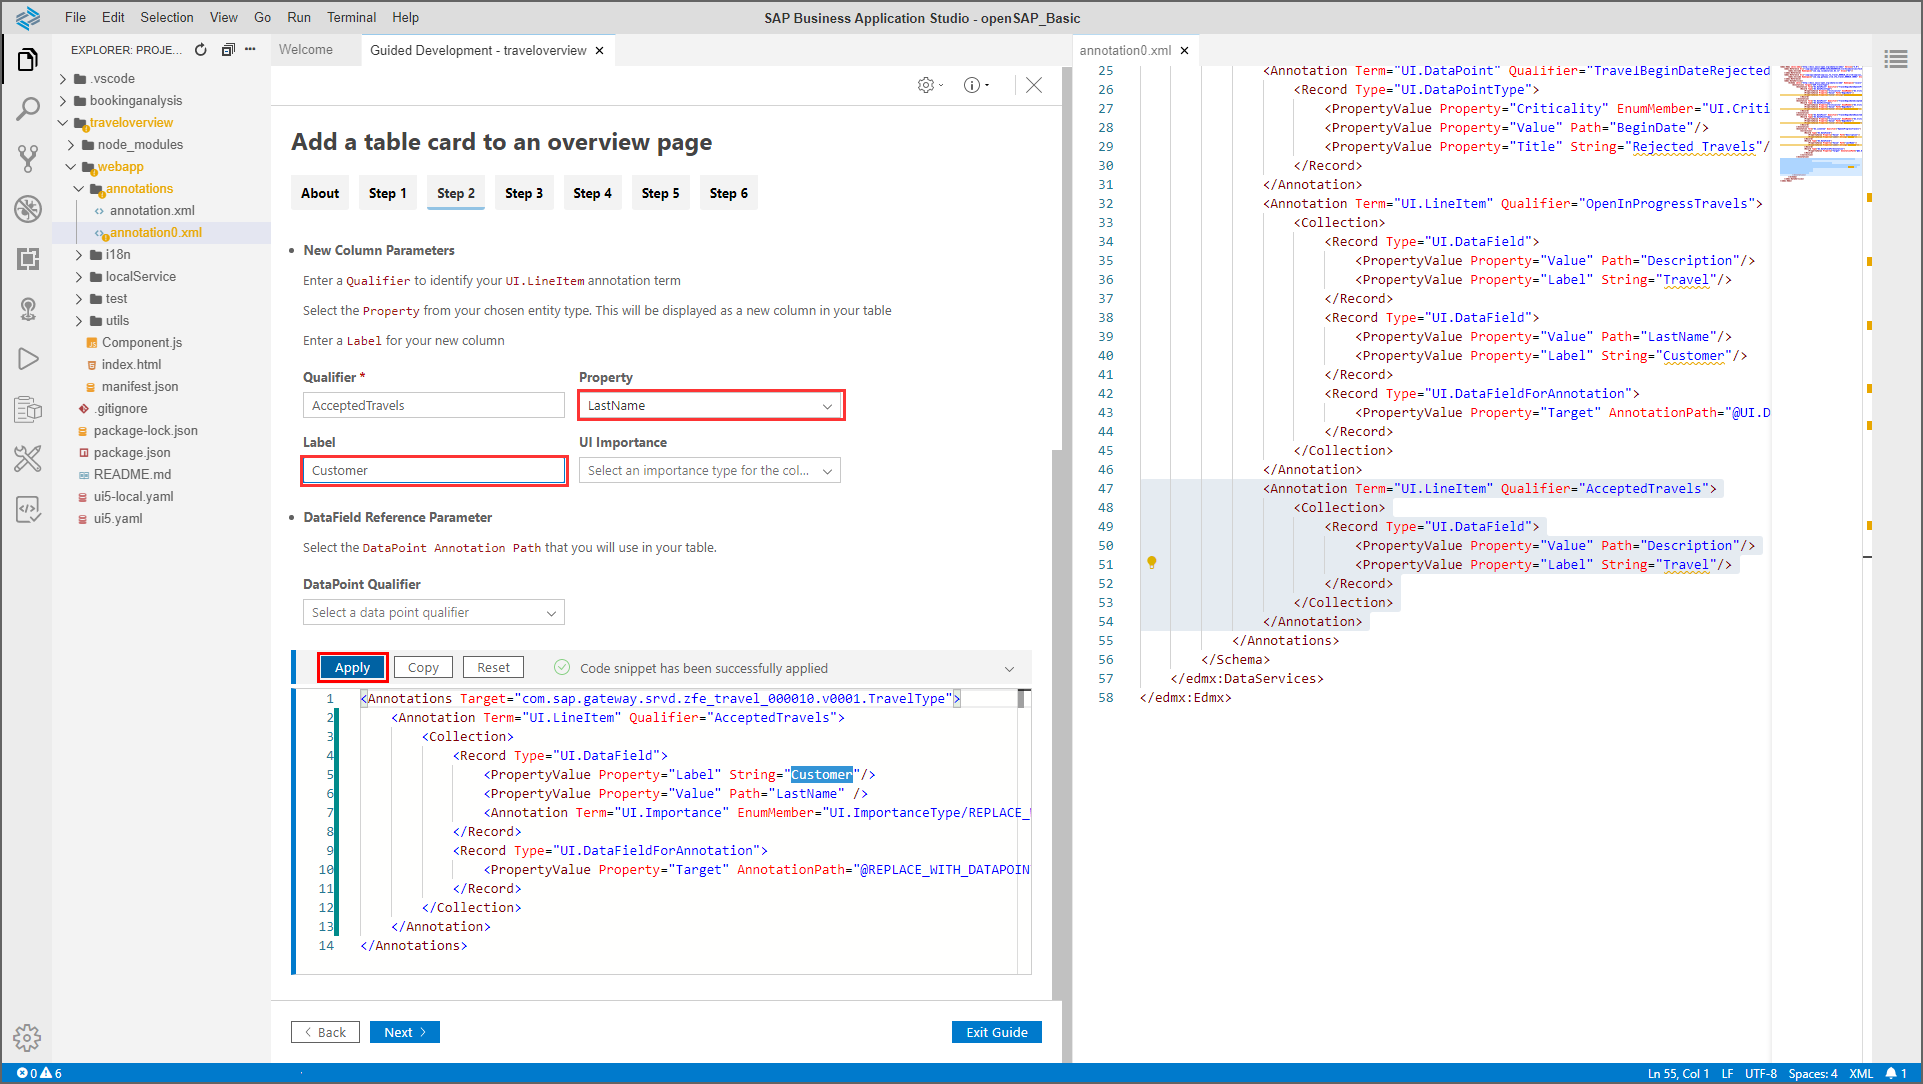 File Edit Selection View Go Run Terminal Help
SAP Business Application Studio - openSAP_Basic
EXPLORER: PROJE...
.vscode
bookinganalysis
traveloverview
node_modules
webapp
annotations
annotation.xml
annotation0.xml
i18n
localService
test
utils
Component.js
index.html
manifest.json
.gitignore
package-lock.json
package.json
README.md
ui5-local.yaml
ui5.yaml
Welcome
Guided Development - traveloverview
Add a table card to an overview page
About Step 1 Step 2 Step 3 Step 4 Step 5 Step 6
New Column Parameters
Enter a Qualifier to identify your UI.LineItem annotation term
Select the Property from your chosen entity type. This will be displayed as a new column in your table
Enter a Label for your new column
Qualifier * Property
AcceptedTravels LastName
Label UI Importance
Customer Select an importance type for the col...
DataField Reference Parameter
Select the DataPoint Annotation Path that you will use in your table.
DataPoint Qualifier
Select a data point qualifier
Apply Copy Reset Code snippet has been successfully applied
1 <Annotations Target="com.sap.gateway.srvd.zfe_travel_000010.v0001.TravelType">
2 <Annotation Term="UI.LineItem" Qualifier="AcceptedTravels">
3 <Collection>
4 <Record Type="UI.DataField">
5 <PropertyValue Property="Label" String="Customer"/>
6 <PropertyValue Property="Value" Path="LastName" />
7 <Annotation Term="UI.Importance" EnumMember="UI.ImportanceType/REPLACE_
8 </Record>
9 <Record Type="UI.DataFieldForAnnotation">
10 <PropertyValue Property="Target" AnnotationPath="@REPLACE_WITH_DATAPOIN
11 </Record>
12 </Collection>
13 </Annotation>
14 </Annotations>
Back Next Exit Guide
annotation0.xml
25 <Annotation Term="UI.DataPoint" Qualifier="TravelBeginDateRejected
26 <Record Type="UI.DataPointType">
27 <PropertyValue Property="Criticality" EnumMember="UI.Criti
28 <PropertyValue Property="Value" Path="BeginDate"/>
29 <PropertyValue Property="Title" String="Rejected Travels"/
30 </Record>
31 </Annotation>
32 <Annotation Term="UI.LineItem" Qualifier="OpenInProgressTravels">
33 <Collection>
34 <Record Type="UI.DataField">
35 <PropertyValue Property="Value" Path="Description"/>
36 <PropertyValue Property="Label" String="Travel"/>
37 </Record>
38 <Record Type="UI.DataField">
39 <PropertyValue Property="Value" Path="LastName"/>
40 <PropertyValue Property="Label" String="Customer"/>
41 </Record>
42 <Record Type="UI.DataFieldForAnnotation">
43 <PropertyValue Property="Target" AnnotationPath="@UI.D
44 </Record>
45 </Collection>
46 </Annotation>
47 <Annotation Term="UI.LineItem" Qualifier="AcceptedTravels">
48 <Collection>
49 <Record Type="UI.DataField">
50 <PropertyValue Property="Value" Path="Description"/>
51 <PropertyValue Property="Label" String="Travel"/>
52 </Record>
53 </Collection>
54 </Annotation>
55 </Annotations>
56 </Schema>
57 </edmx:DataServices>
58 </edmx:Edmx>
0 6
Ln 55, Col 1 LF UTF-8 Spaces: 4 XML 1